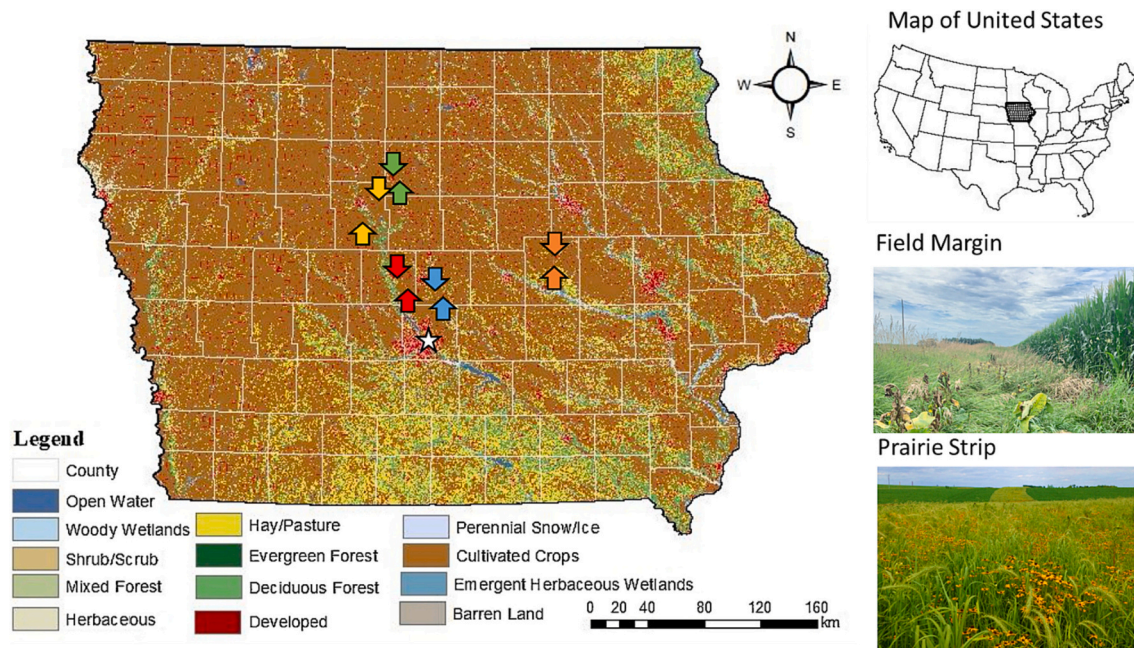 Map of United States
N
W E
S
Field Margin
Prairie Strip
Legend
County
Open Water
Woody Wetlands
Shrub/Scrub
Mixed Forest
Herbaceous
Hay/Pasture
Evergreen Forest
Deciduous Forest
Developed
Perennial Snow/Ice
Cultivated Crops
Emergent Herbaceous Wetlands
Barren Land
0 10 20 40 80 120 160
km